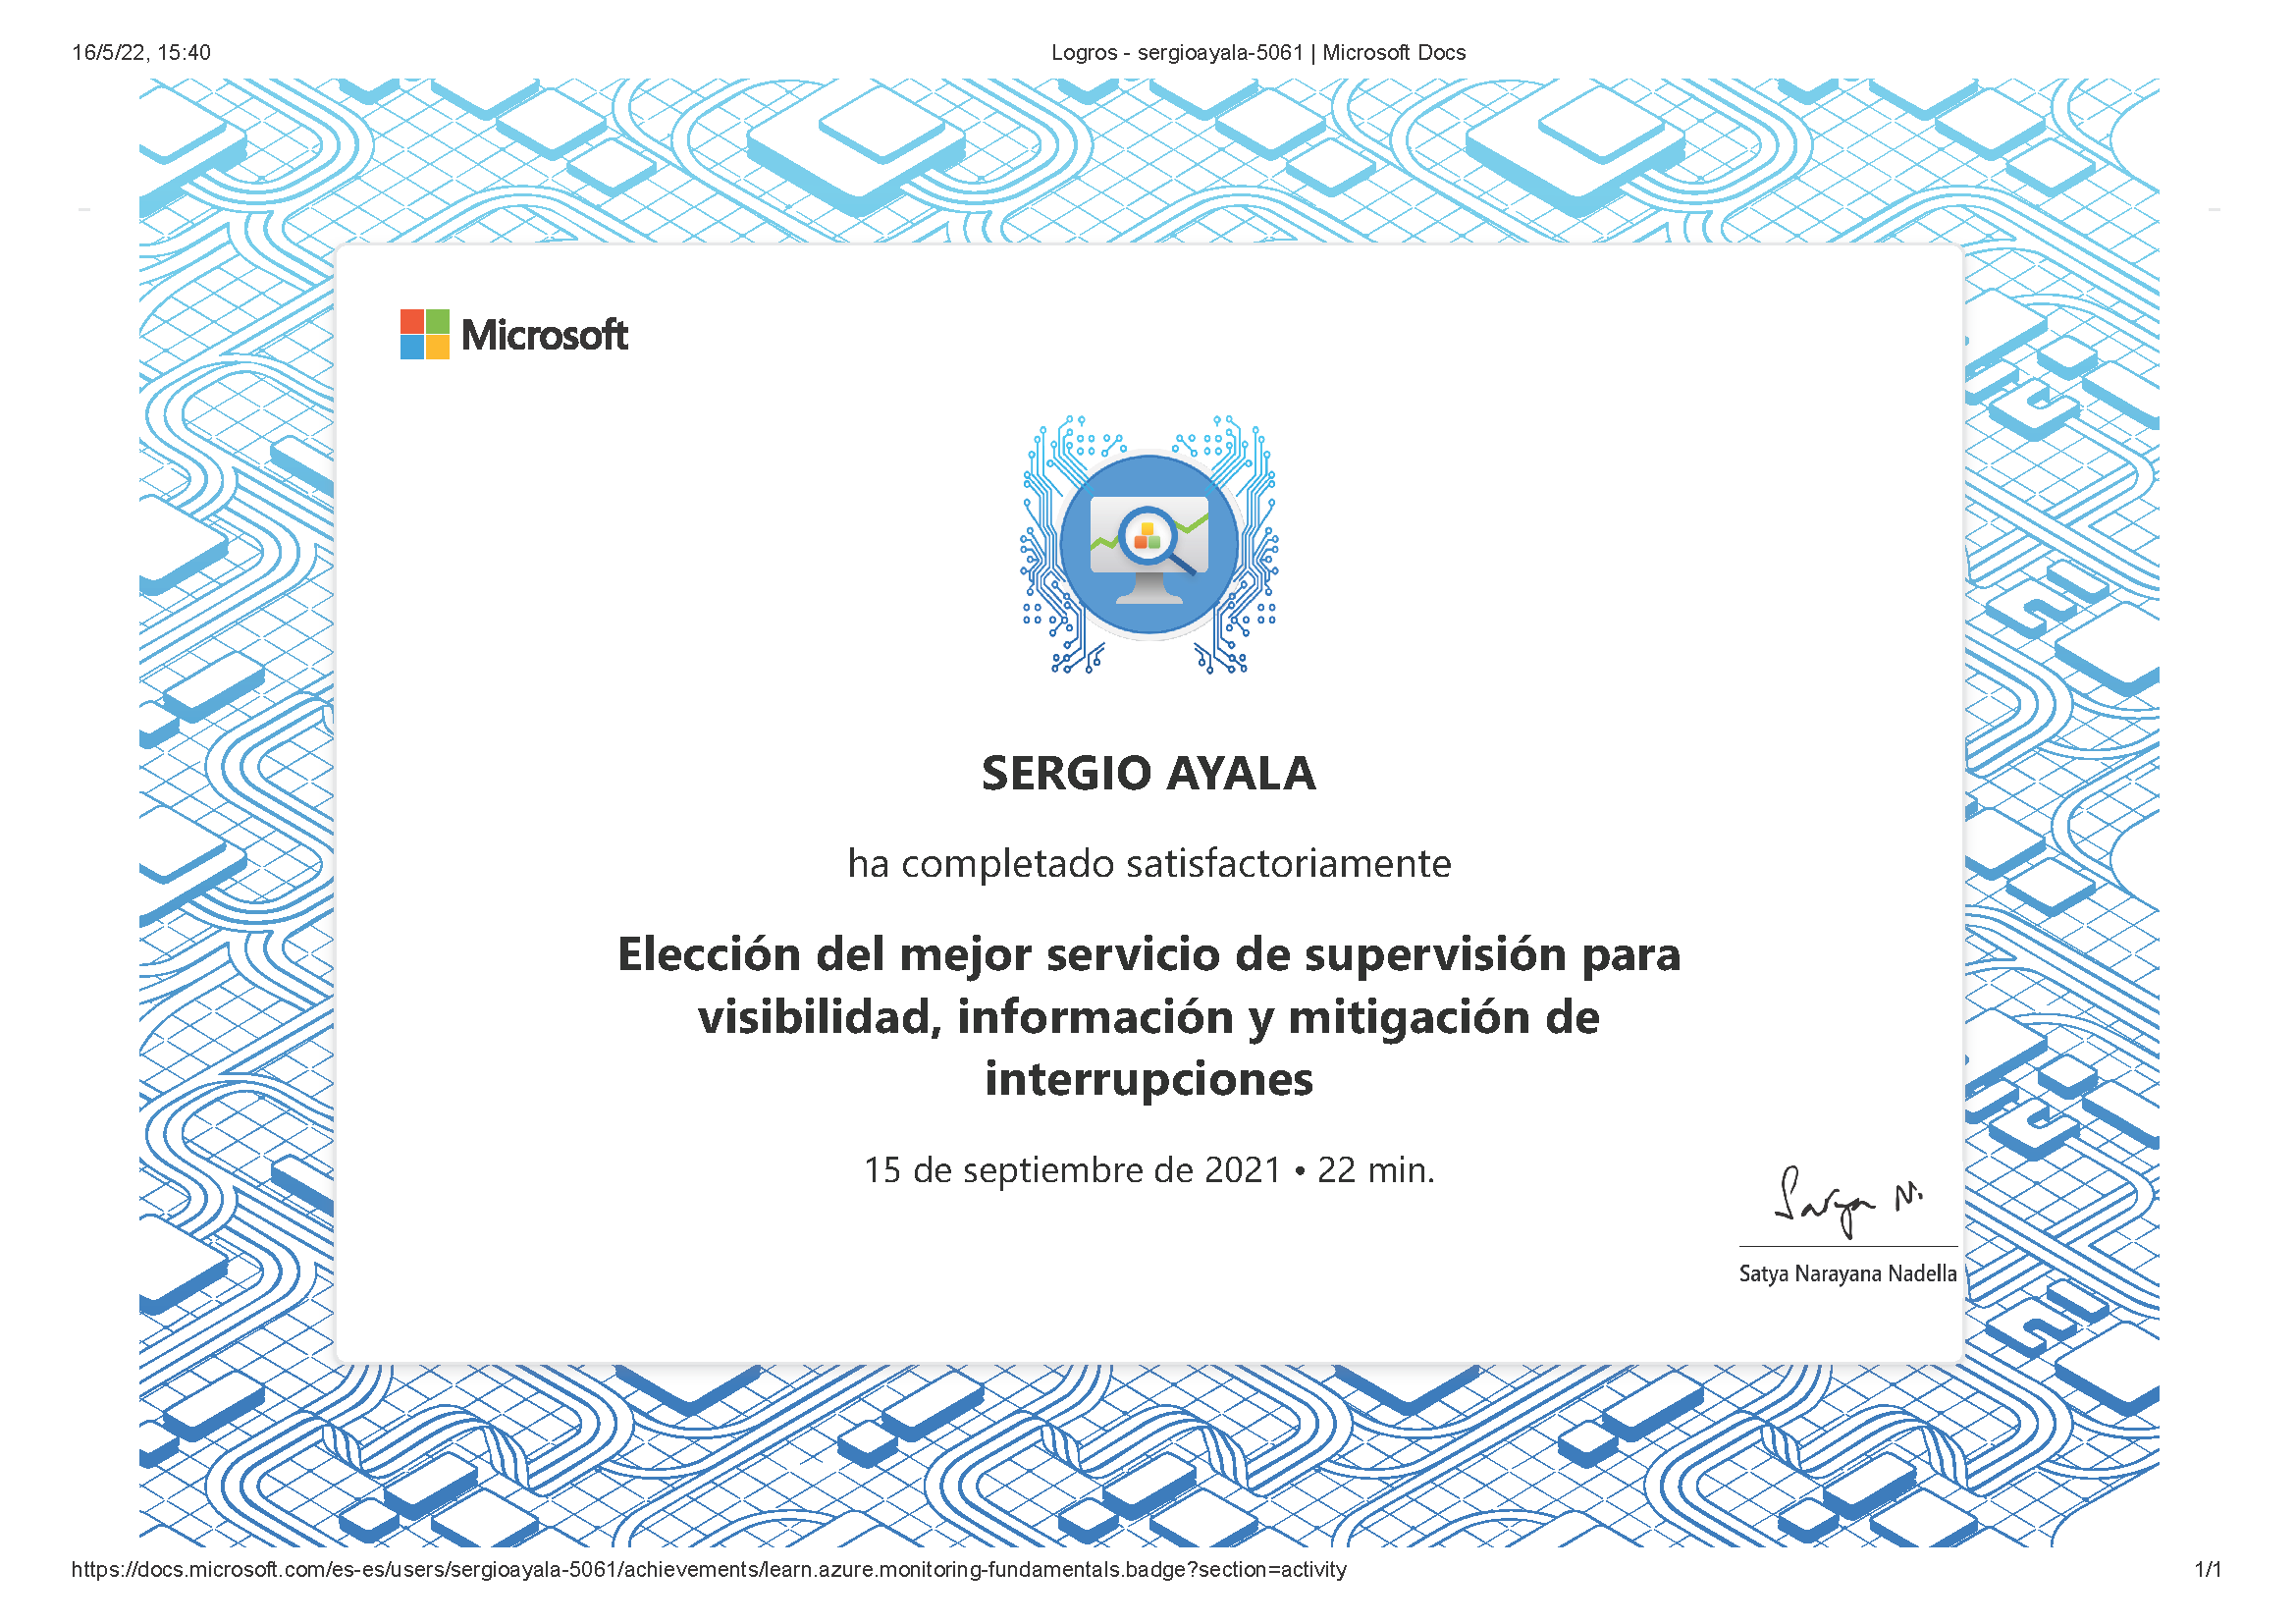 16/5/22, 15:40
Logros - sergioayala-5061 | Microsoft Docs
Microsoft
SERGIO AYALA
ha completado satisfactoriamente
Elección del mejor servicio de supervisión para
visibilidad, información y mitigación de
interrupciones
15 de septiembre de 2021 • 22 min.
Satya N.
Satya Narayana Nadella
https://docs.microsoft.com/es-es/users/sergioayala-5061/achievements/learn.azure.monitoring-fundamentals.badge?section=activity
1/1